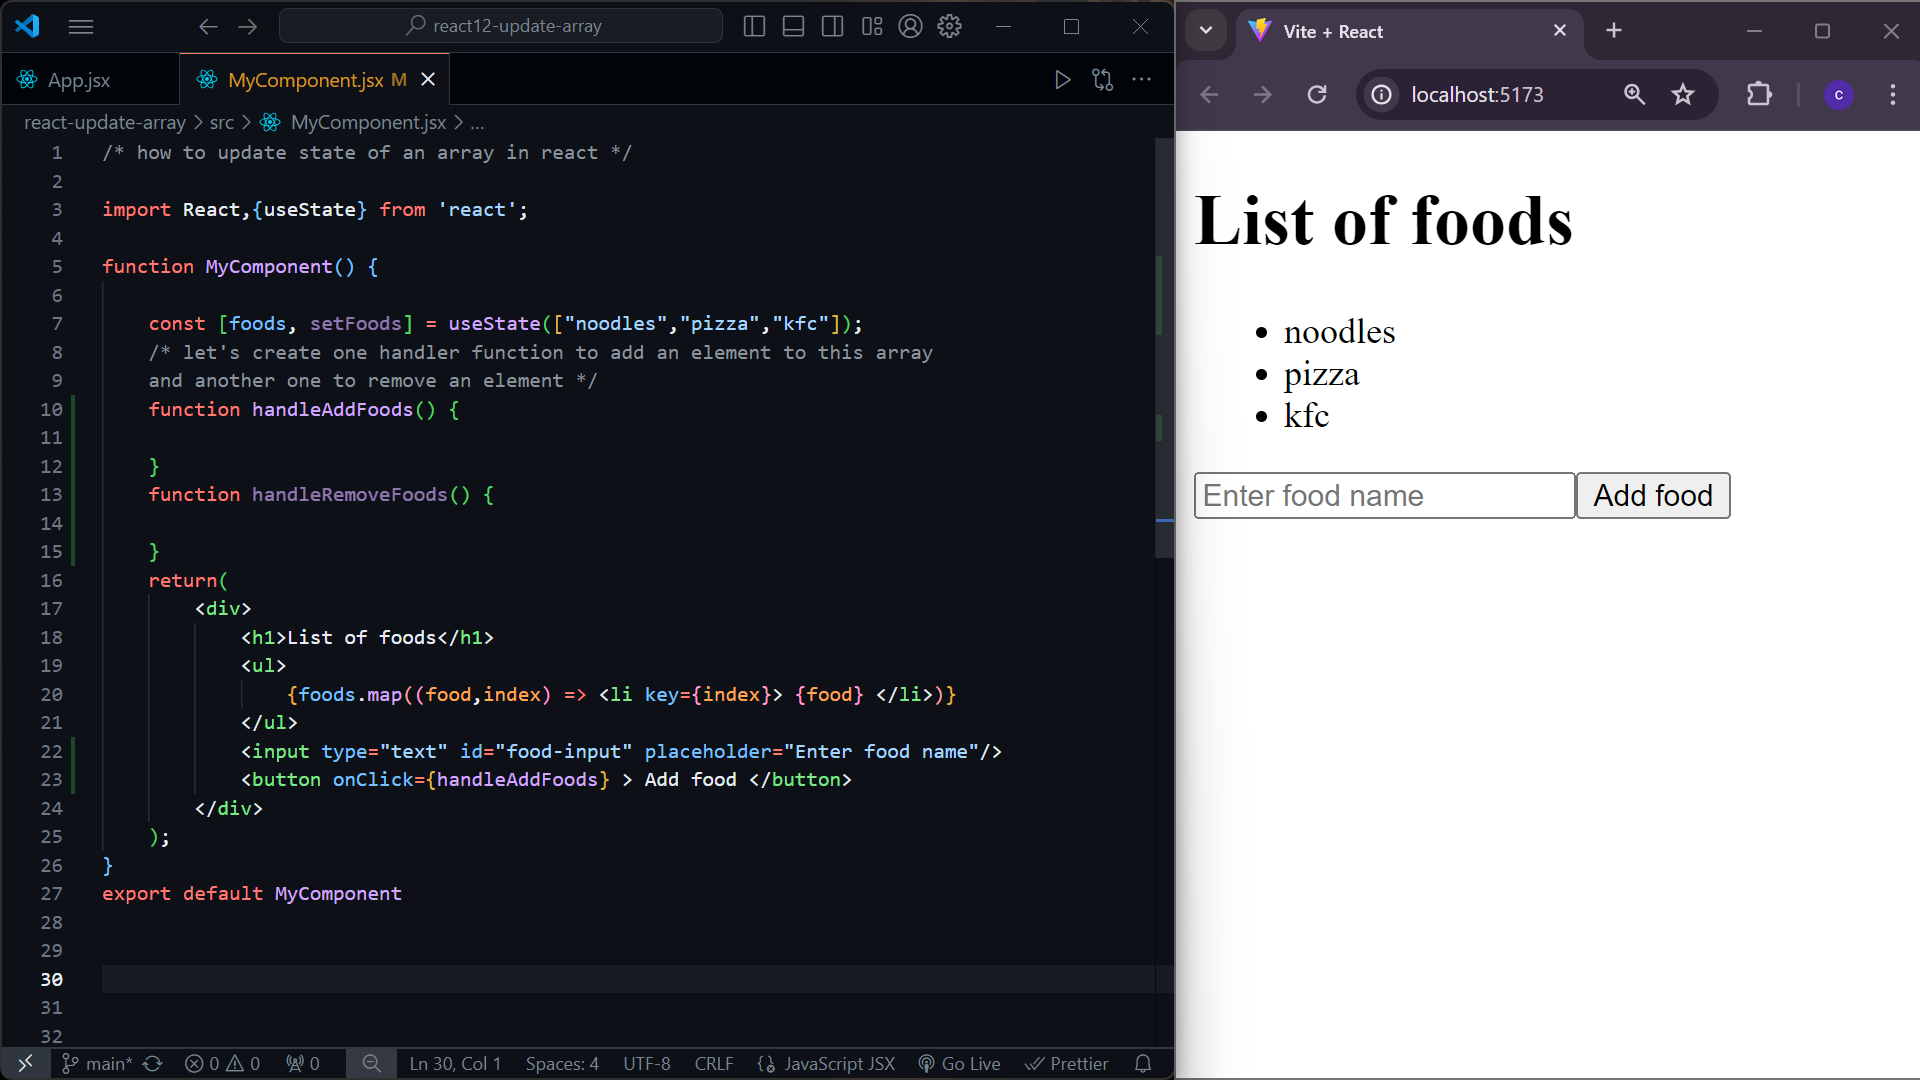 react12-update-array
App.jsx
MyComponent.jsx M
react-update-array > src > MyComponent.jsx > ...
1 /* how to update state of an array in react */
2
3 import React,{useState} from 'react';
4
5 function MyComponent() {
6
7 const [foods, setFoods] = useState(["noodles","pizza","kfc"]);
8 /* let's create one handler function to add an element to this array
9 and another one to remove an element */
10 function handleAddFoods() {
11
12 }
13 function handleRemoveFoods() {
14
15 }
16 return(
17 <div>
18 <h1>List of foods</h1>
19 <ul>
20 {foods.map((food,index) => <li key={index}> {food} </li>)}
21 </ul>
22 <input type="text" id="food-input" placeholder="Enter food name"/>
23 <button onClick={handleAddFoods} > Add food </button>
24 </div>
25 );
26 }
27 export default MyComponent
28
29
30
31
32
main* 0 0 0 Ln 30, Col 1 Spaces: 4 UTF-8 CRLF {} JavaScript JSX Go Live Prettier
Vite + React
localhost:5173
c
List of foods
• noodles
• pizza
• kfc
Enter food name Add food